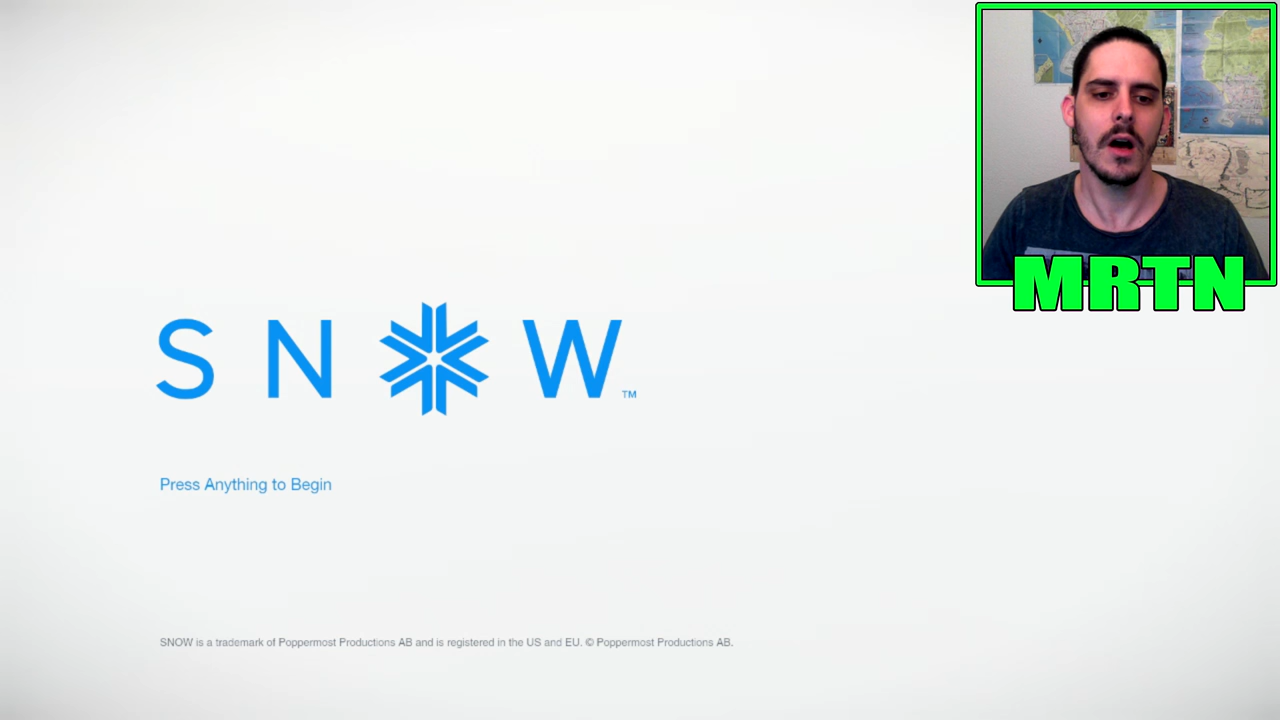 MRTN
SNOW™
Press Anything to Begin
SNOW is a trademark of Poppermost Productions AB and is registered in the US and EU. © Poppermost Productions AB.